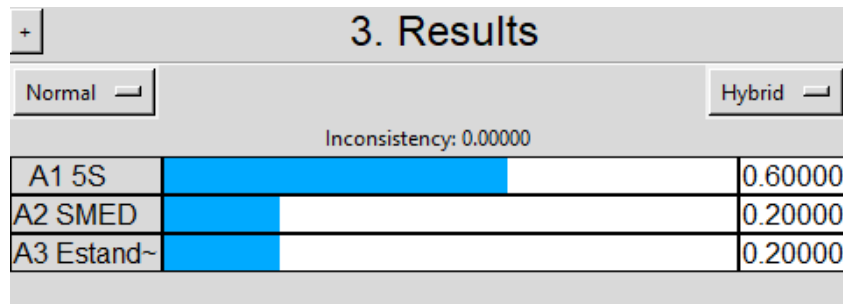 + 3. Results
Normal Hybrid
Inconsistency: 0.00000
A1 5S 0.60000
A2 SMED 0.20000
A3 Estand~ 0.20000